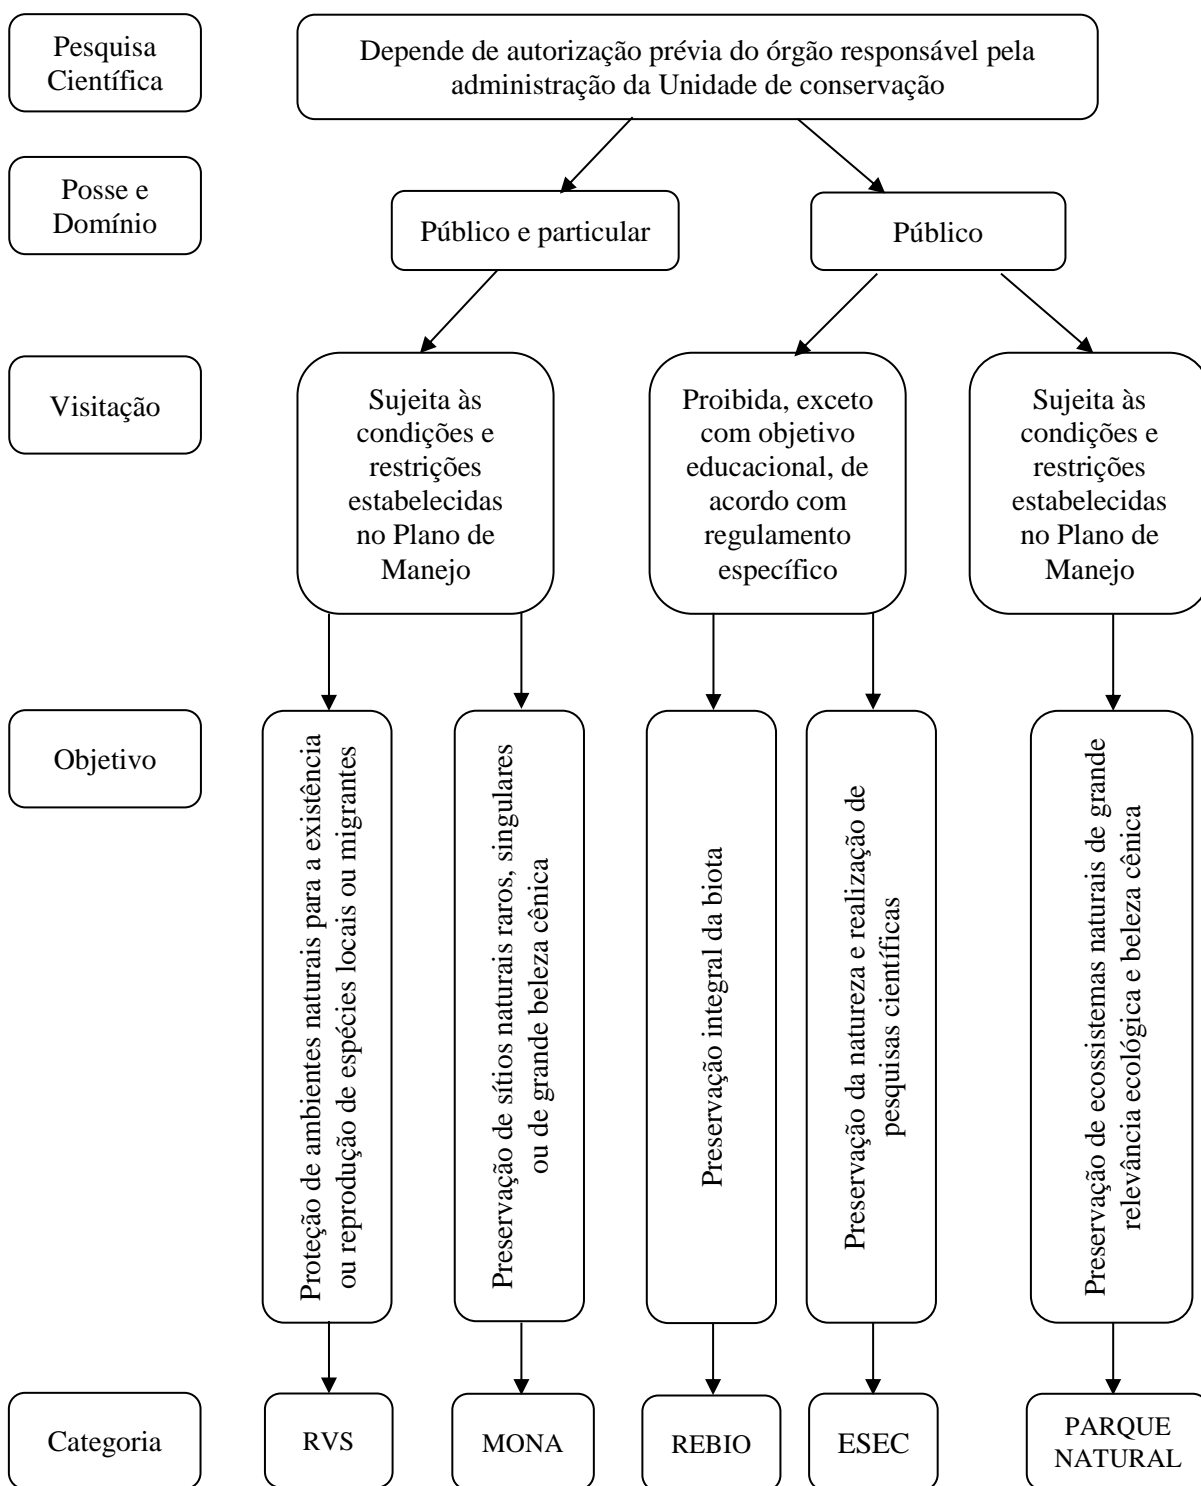 Pesquisa
Científica
Depende de autorização prévia do órgão responsável pela
administração da Unidade de conservação
Posse e
Domínio
Público e particular
Público
Visitação
Sujeita às
condições e
restrições
estabelecidas
no Plano de
Manejo
Proibida, exceto
com objetivo
educacional, de
acordo com
regulamento
específico
Sujeita às
condições e
restrições
estabelecidas
no Plano de
Manejo
Objetivo
Proteção de ambientes naturais para a existência
ou reprodução de espécies locais ou migrantes
Preservação de sítios naturais raros, singulares
ou de grande beleza cênica
Preservação integral da biota
Preservação da natureza e realização de
pesquisas científicas
Preservação de ecossistemas naturais de grande
relevância ecológica e beleza cênica
Categoria
RVS
MONA
REBIO
ESEC
PARQUE
NATURAL